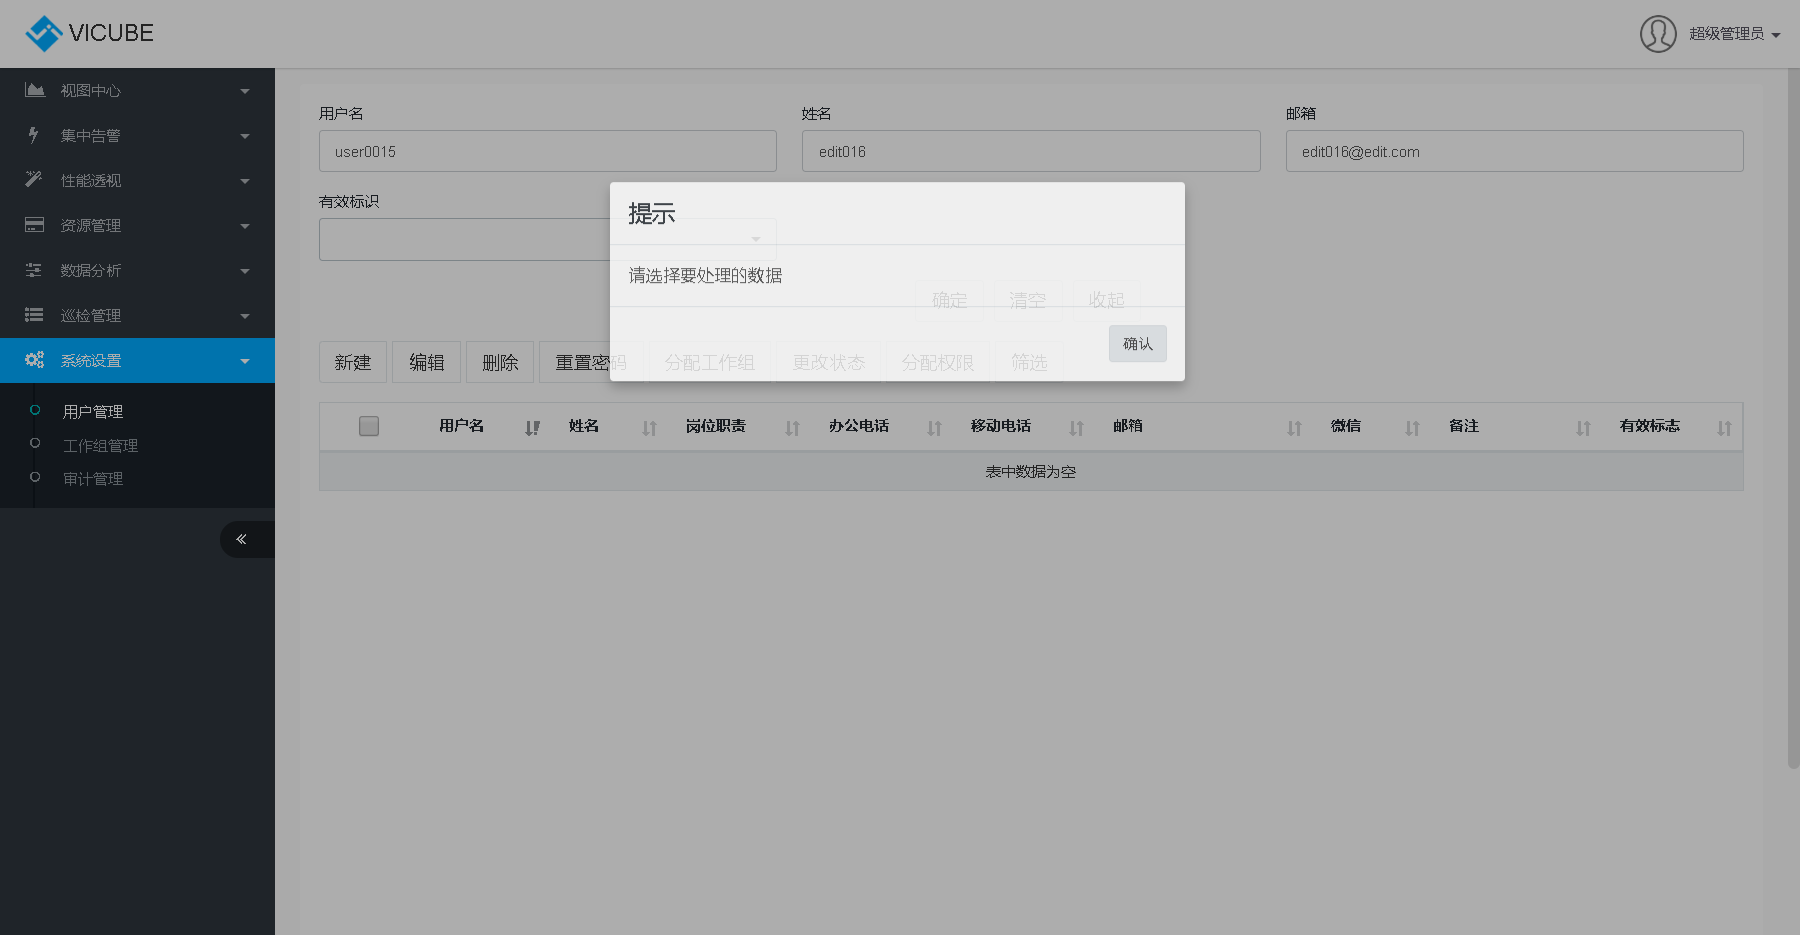 VICUBE
超级管理员
视图中心
集中告警
性能透视
资源管理
数据分析
巡检管理
系统设置
用户管理
工作组管理
审计管理
用户名 姓名 邮箱
user0015 edit016 edit016@edit.com
有效标识
提示
请选择要处理的数据
确定 清空 收起
确认
新建 编辑 删除 重置密码 分配工作组 更改状态 分配权限 筛选
用户名 姓名 岗位职责 办公电话 移动电话 邮箱 微信 备注 有效标志
表中数据为空